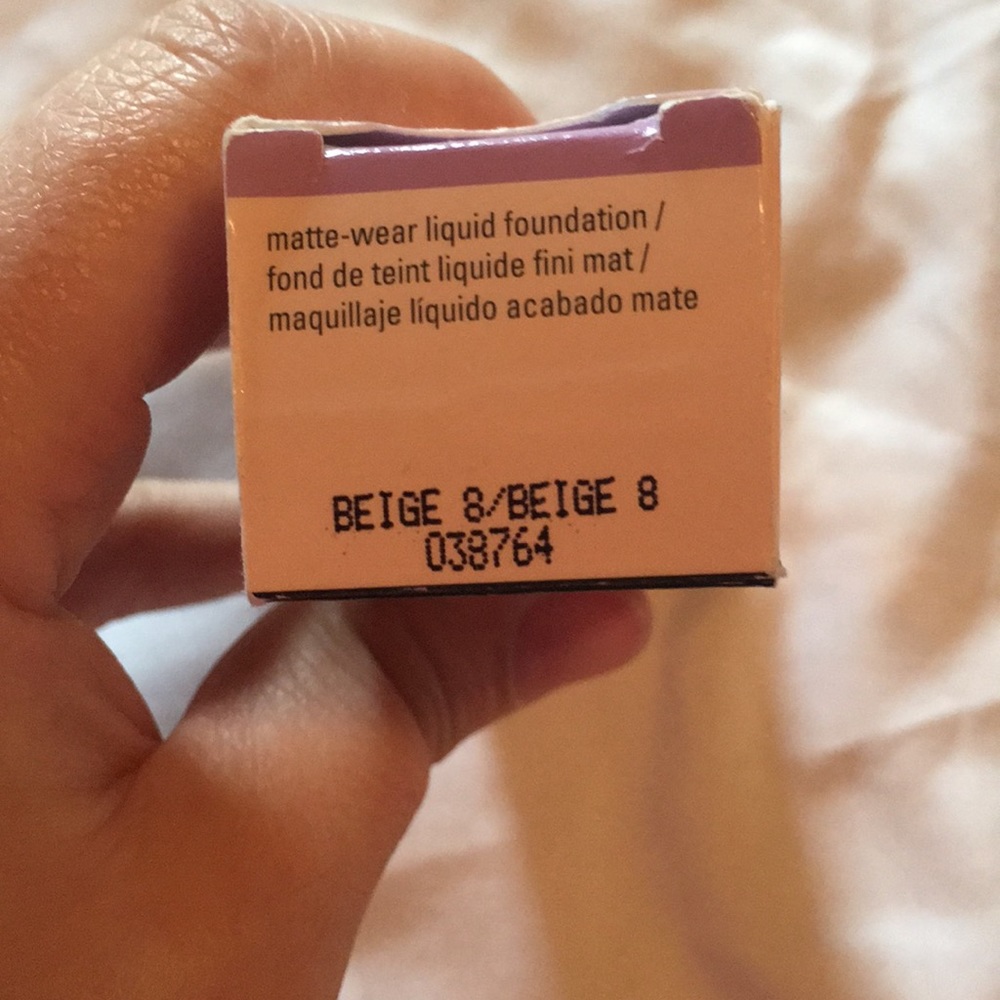 matte-wear liquid foundation /
fond de teint liquide fini mat /
maquillaje líquido acabado mate
BEIGE 8/BEIGE 8
038764